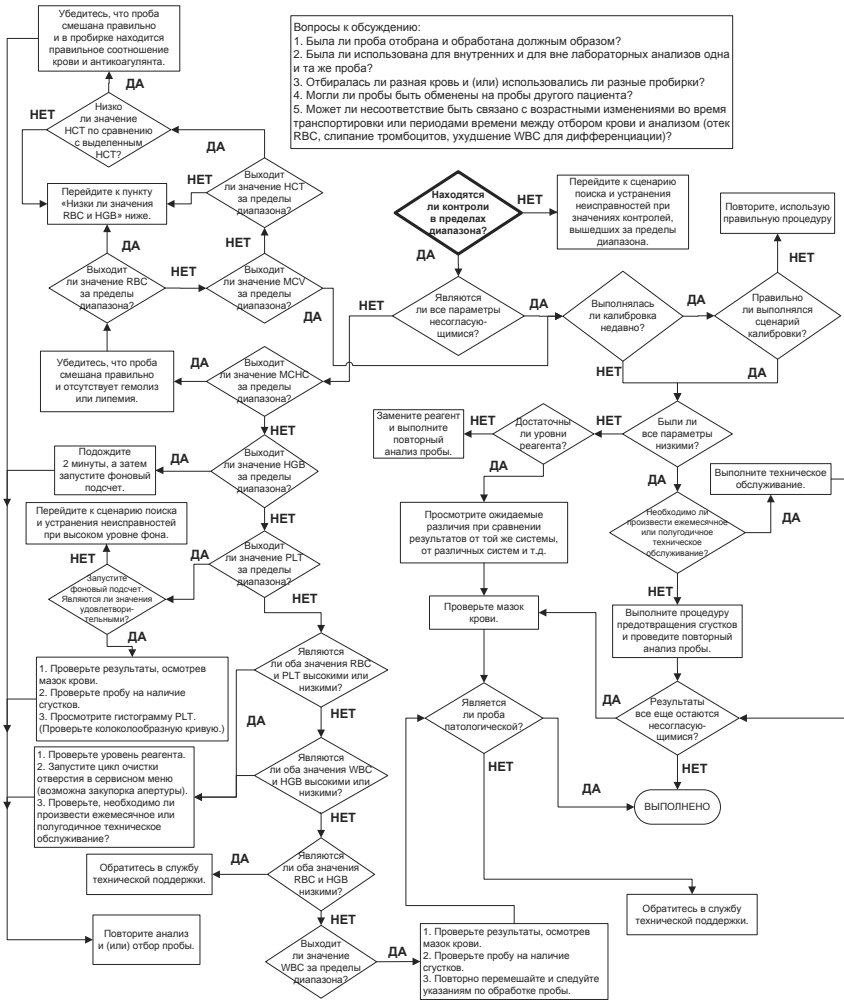 Убедитесь, что проба
смешана правильно
и в пробирке находится
правильное соотношение
крови и антикоагулянта.
Вопросы к обсуждению:
1. Была ли проба отобрана и обработана должным образом?
2. Была ли использована для внутренних и для вне лабораторных анализов одна
и та же проба?
3. Отбиралась ли разная кровь и (или) использовались ли разные пробирки?
4. Могли ли пробы быть обменены на пробы другого пациента?
5. Может ли несоответствие быть связано с возрастными изменениями во время
транспортировки или периодами времени между отбором крови и анализом (отек
RBC, слипание тромбоцитов, ухудшение WBC для дифференциации)?
ДА
НЕТ
Низко
ли значение
HCT по сравнению
с выделенным
HCT?
ДА
Перейдите к пункту
«Низки ли значения
RBC и HGB» ниже.
НЕТ
Выходит
ли значение HCT
за пределы
диапазона?
Находятся
ли контроли
в пределах
диапазона?
НЕТ
Перейдите к сценарию
поиска и устранения
неисправностей при
значениях контролей,
вышедших за пределы
диапазона.
Повторите, использую
правильную процедуру
ДА
НЕТ
ДА
Выходит
ли значение RBC
за пределы
диапазона?
НЕТ
Выходит
ли значение MCV
за пределы
диапазона?
НЕТ
ДА
НЕТ
Являются
ли все параметры
несогласую-
щимися?
ДА
Выполнялась
ли калибровка
недавно?
ДА
Правильно
ли выполнялся
сценарий
калибровки?
НЕТ
ДА
Убедитесь, что проба
смешана правильно
и отсутствует гемолиз
или липемия.
ДА
Выходит
ли значение MCHC
за пределы
диапазона?
НЕТ
Замените реагент
и выполните
повторный
анализ пробы.
НЕТ
Достаточны
ли уровни
реагента?
НЕТ
Были ли
все параметры
низкими?
ДА
ДА
Подождите
2 минуты, а затем
запустите фоновый
подсчет.
ДА
Выходит
ли значение HGB
за пределы
диапазона?
НЕТ
Выполните техническое
обслуживание.
Перейдите к сценарию поиска
и устранения неисправностей
при высоком уровне фона.
Просмотрите ожидаемые
различия при сравнении
результатов от той же системы,
от различных систем и т.д.
Необходимо ли
произвести ежемесячное
или полугодичное
техническое
обслуживание?
ДА
НЕТ
НЕТ
ДА
Выходит
ли значение PLT
за пределы
диапазона?
НЕТ
Запустите
фоновый подсчет.
Являются ли значения
удовлетвори-
тельными?
ДА
Проверьте мазок
крови.
Выполните процедуру
предотвращения сгустков
и проведите повторный
анализ пробы.
1. Проверьте результаты, осмотрев
мазок крови.
2. Проверьте пробу на наличие
сгустков.
3. Просмотрите гистограмму PLT.
(Проверьте колоколообразную кривую.)
Являются
ли оба значения RBC
и PLT высокими или
низкими?
ДА
НЕТ
Является
ли проба
патологической?
НЕТ
ДА
ДА
Результаты
все еще остаются
несогласую-
щимися?
НЕТ
ВЫПОЛНЕНО
1. Проверьте уровень реагента.
2. Запустите цикл очистки
отверстия в сервисном меню
(возможна закупорка апертуры).
3. Проверьте, необходимо ли
произвести ежемесячное или
полугодичное техническое
обслуживание?
Являются
ли оба значения WBC
и HGB высокими или
низкими?
НЕТ
Обратитесь в службу
технической поддержки.
ДА
Являются
ли оба значения
RBC и HGB
низкими?
НЕТ
Обратитесь в службу
технической поддержки.
Повторите анализ
и (или) отбор пробы.
Выходит
ли значение
WBC за пределы
диапазона?
ДА
1. Проверьте результаты, осмотрев
мазок крови.
2. Проверьте пробу на наличие
сгустков.
3. Повторно перемешайте и следуйте
указаниям по обработке пробы.